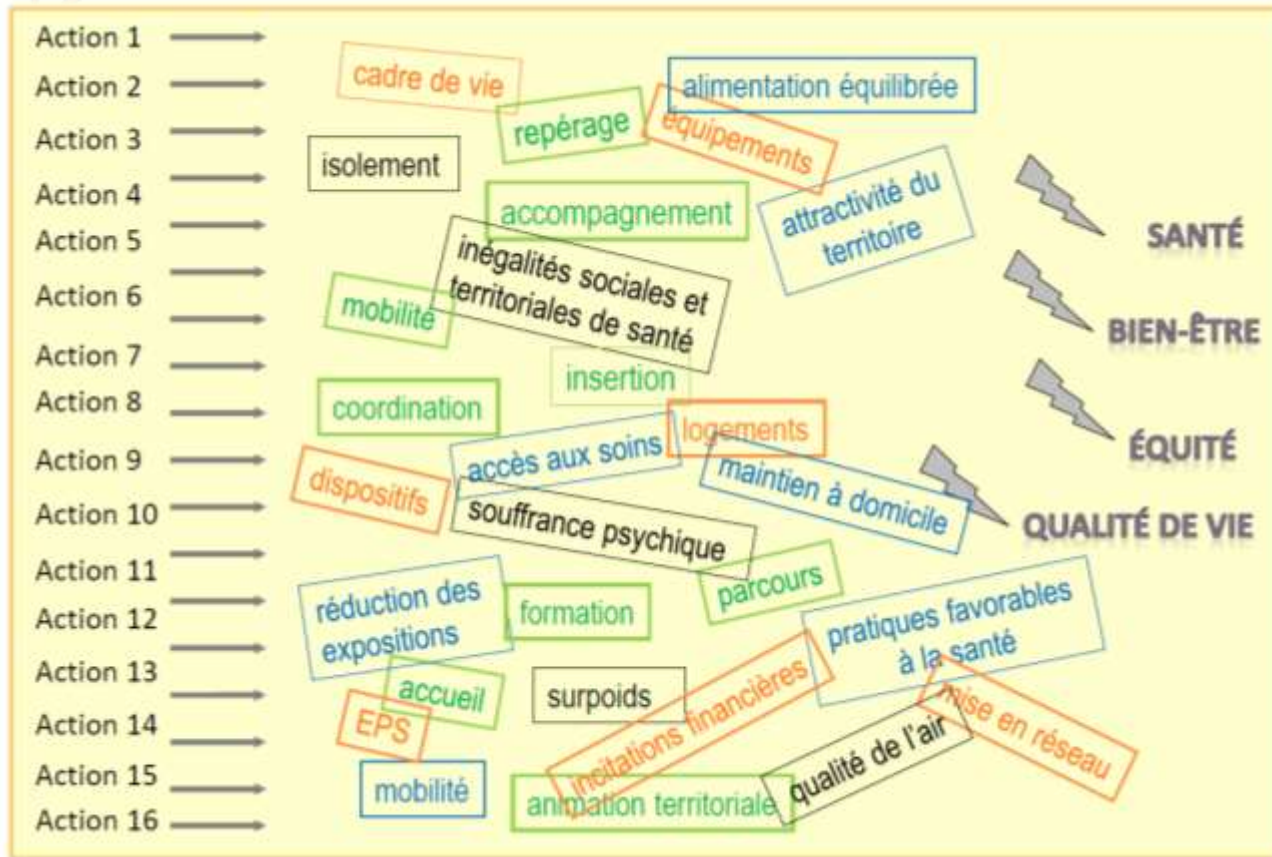 Action 1
Action 2
Action 3
Action 4
Action 5
Action 6
Action 7
Action 8
Action 9
Action 10
Action 11
Action 12
Action 13
Action 14
Action 15
Action 16
cadre de vie
alimentation équilibrée
repérage
équipements
isolement
accompagnement
attractivité du
territoire
inégalités sociales et
territoriales de santé
mobilité
insertion
coordination
logements
accès aux soins
maintien à domicile
dispositifs
souffrance psychique
parcours
réduction des
expositions
formation
pratiques favorables
à la santé
accueil
surpoids
incitations financières
mise en réseau
EPS
qualité de l'air
mobilité
animation territoriale
SANTÉ
BIEN-ÊTRE
ÉQUITÉ
QUALITÉ DE VIE